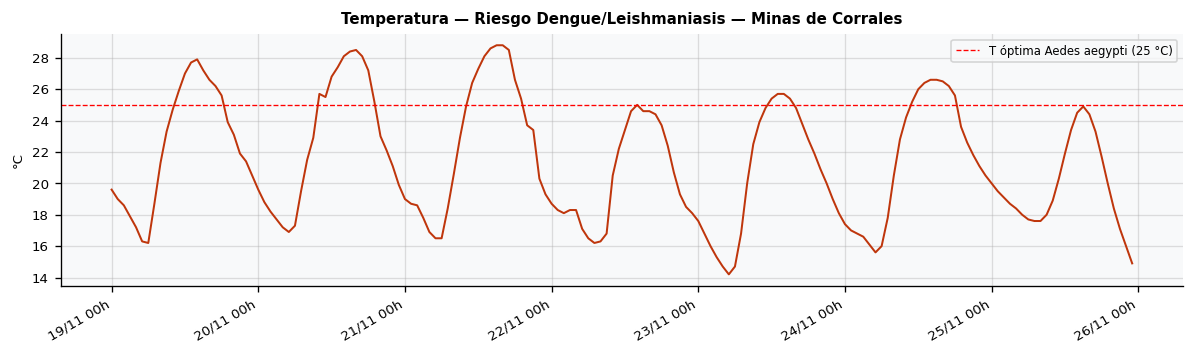 Temperatura — Riesgo Dengue/Leishmaniasis — Minas de Corrales
T óptima Aedes aegypti (25 °C)
°C
28
26
24
22
20
18
16
14
19/11 00h
20/11 00h
21/11 00h
22/11 00h
23/11 00h
24/11 00h
25/11 00h
26/11 00h